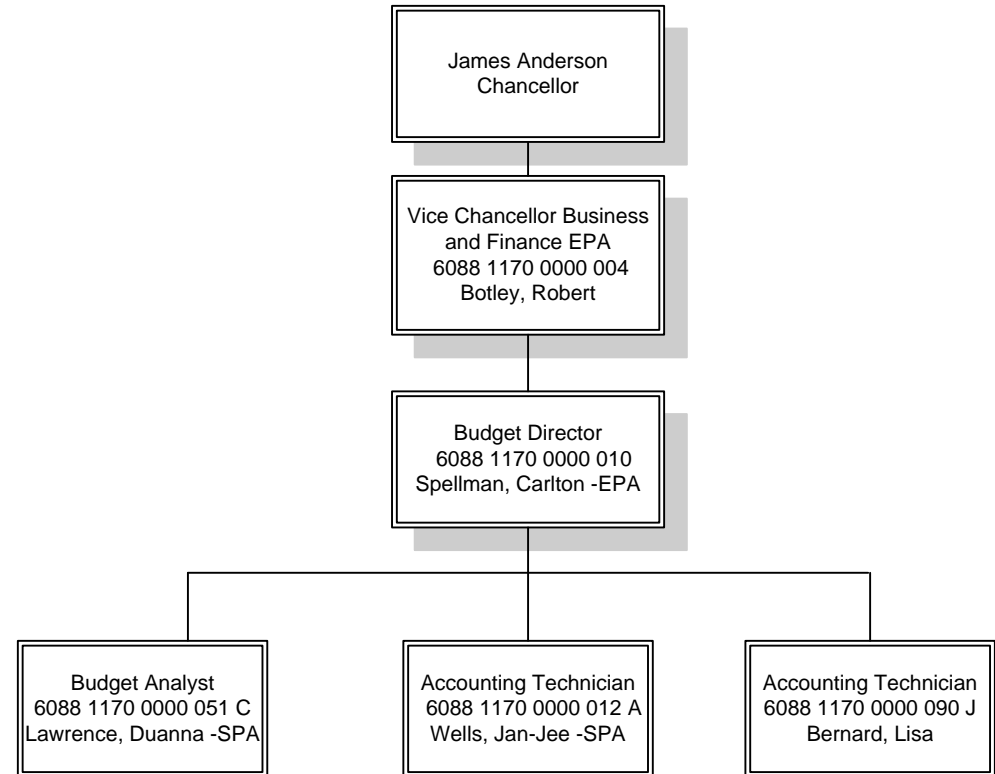 James Anderson
Chancellor
Vice Chancellor Business
and Finance EPA
6088 1170 0000 004
Botley, Robert
Budget Director
6088 1170 0000 010
Spellman, Carlton -EPA
Budget Analyst
6088 1170 0000 051 C
Lawrence, Duanna -SPA
Accounting Technician
6088 1170 0000 012 A
Wells, Jan-Jee -SPA
Accounting Technician
6088 1170 0000 090 J
Bernard, Lisa